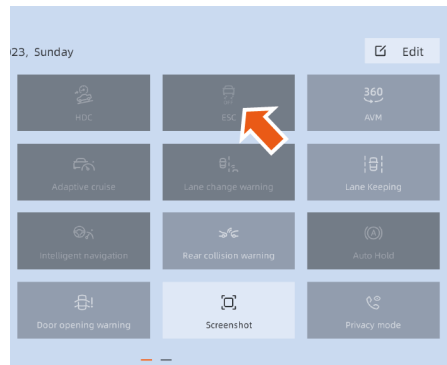 23, Sunday
Edit
HDC
ESC
360
AVM
Adaptive cruise
Lane change warning
Lane Keeping
Intelligent navigation
Rear collision warning
(A)
Auto Hold
Door opening warning
Screenshot
Privacy mode